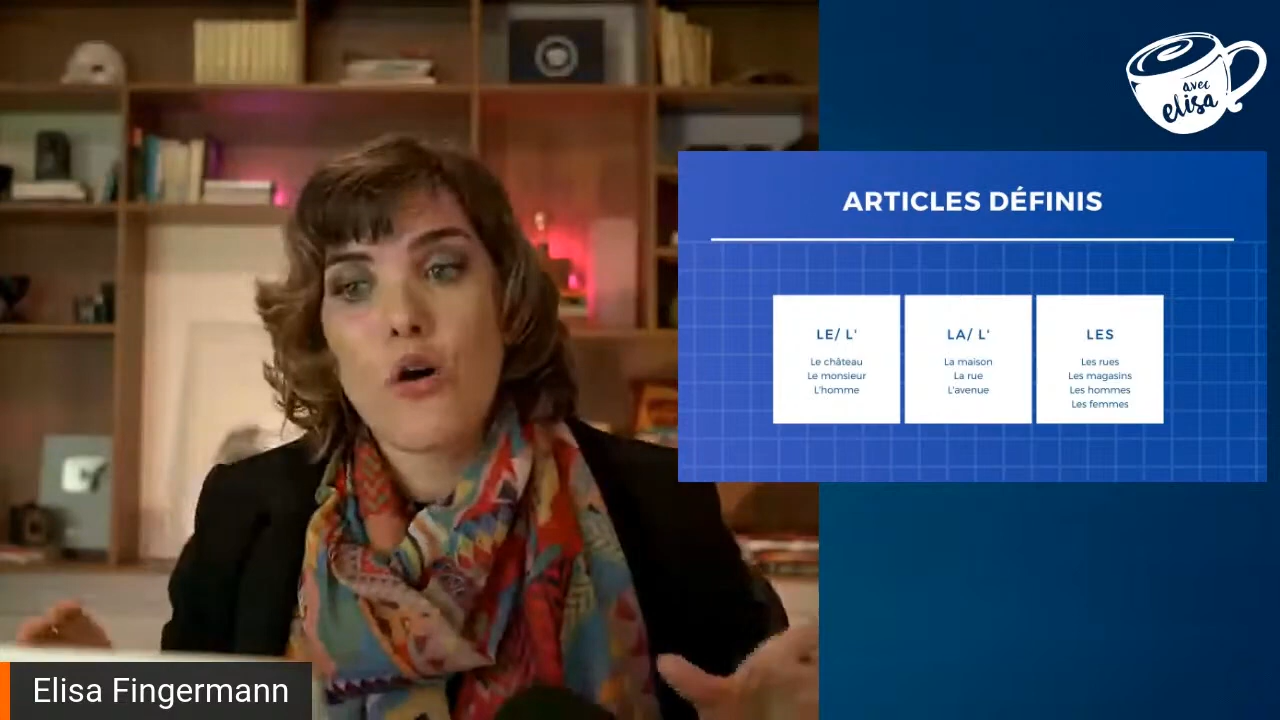 avec
elisa
ARTICLES DÉFINIS
LE/ L'
Le château
Le monsieur
L'homme
LA/ L'
La maison
La rue
L'avenue
LES
Les rues
Les magasins
Les hommes
Les femmes
Elisa Fingermann